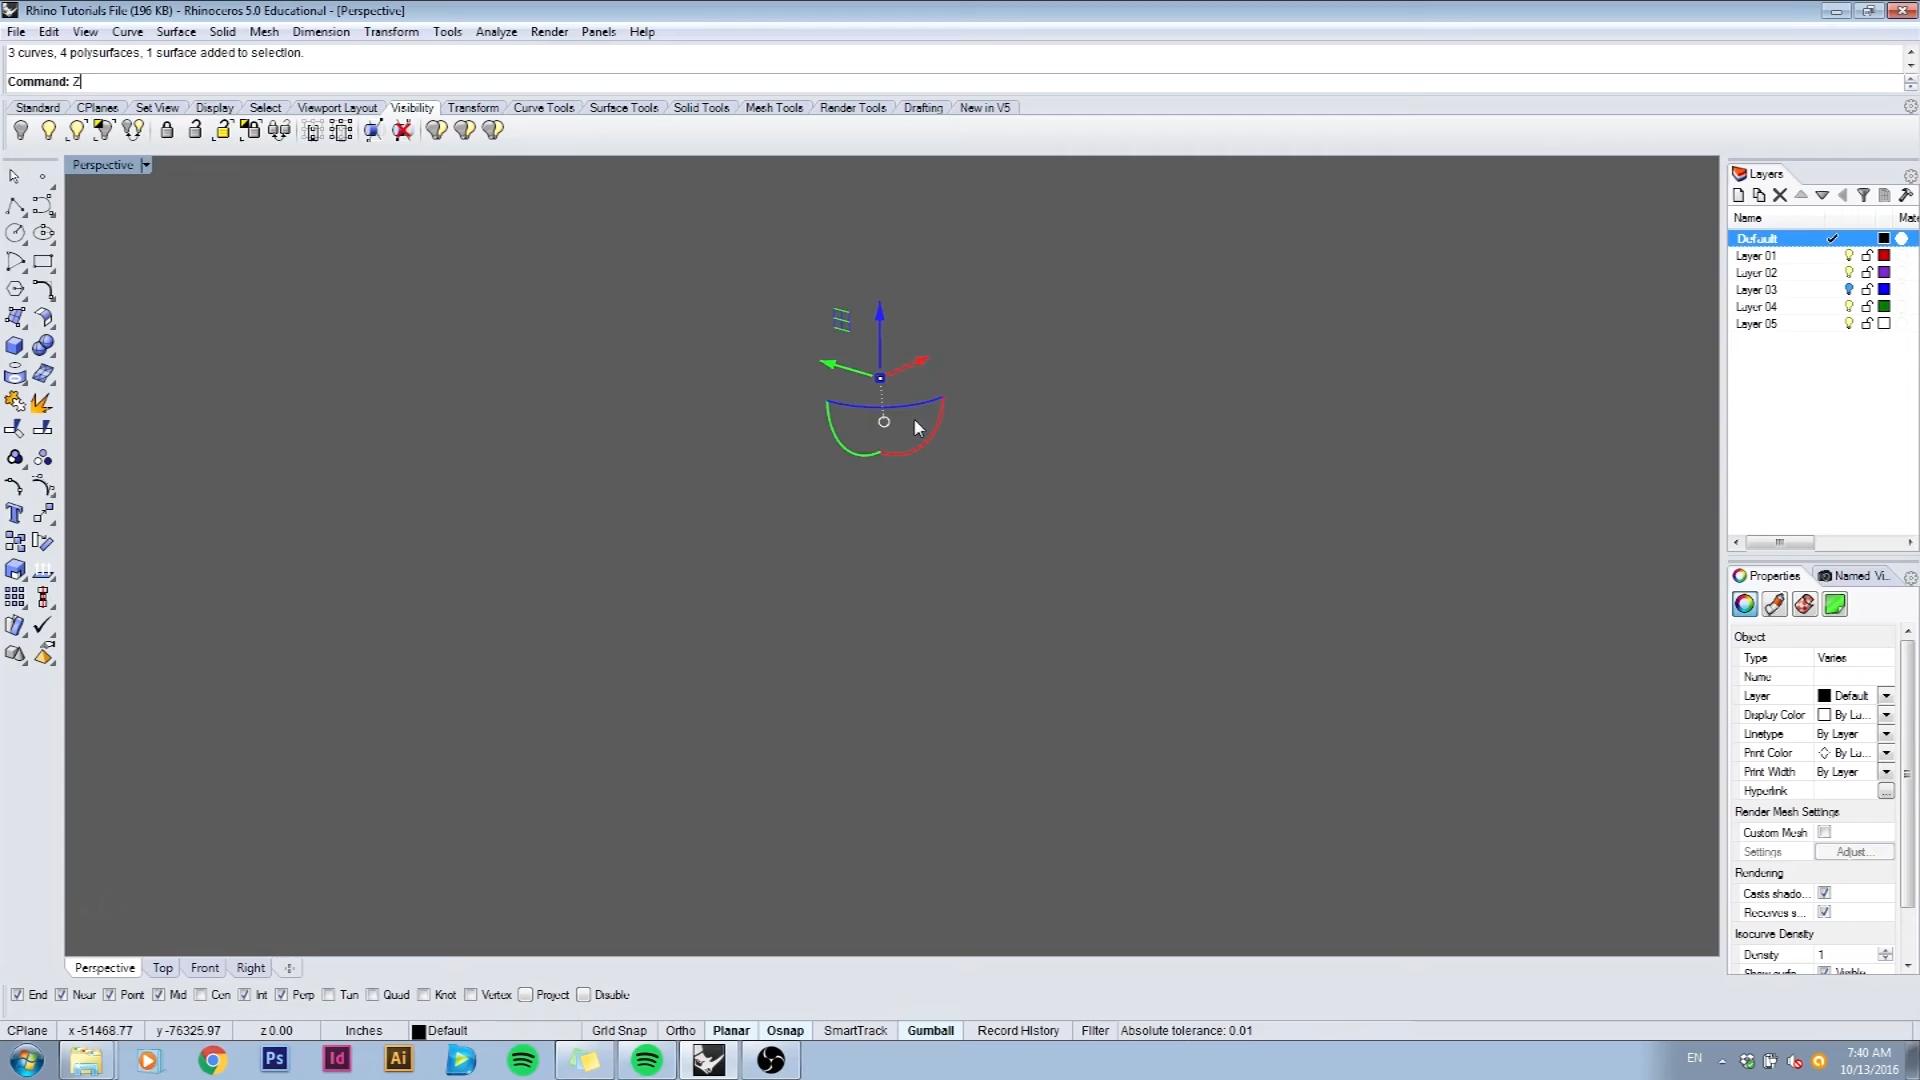 Rhino Tutorials File (196 KB) - Rhinoceros 5.0 Educational - [Perspective]
File Edit View Curve Surface Solid Mesh Dimension Transform Tools Analyze Render Panels Help
3 curves, 4 polysurfaces, 1 surface added to selection.
Command: Z
Standard CPlanes Set View Display Select Viewport Layout Visibility Transform Curve Tools Surface Tools Solid Tools Mesh Tools Render Tools Drafting New in V5
Perspective
Layers
Name Mate
Default
Layer 01
Layer 02
Layer 03
Layer 04
Layer 05
Properties Named Vi...
Object
Type Varies
Name
Layer Default
Display Color By La...
Linetype By Layer
Print Color By La...
Print Width By Layer
Hyperlink ...
Render Mesh Settings
Custom Mesh
Settings Adjust...
Rendering
Casts shado...
Receives s...
Isocurve Density
Density 1
Perspective Top Front Right
End Near Point Mid Cen Int Perp Tan Quad Knot Vertex Project Disable
CPlane x -51468.77 y -76325.97 z 0.00 Inches Default Grid Snap Ortho Planar Osnap SmartTrack Gumball Record History Filter Absolute tolerance: 0.01
Ps Id Ai
EN
7:40 AM
10/13/2016